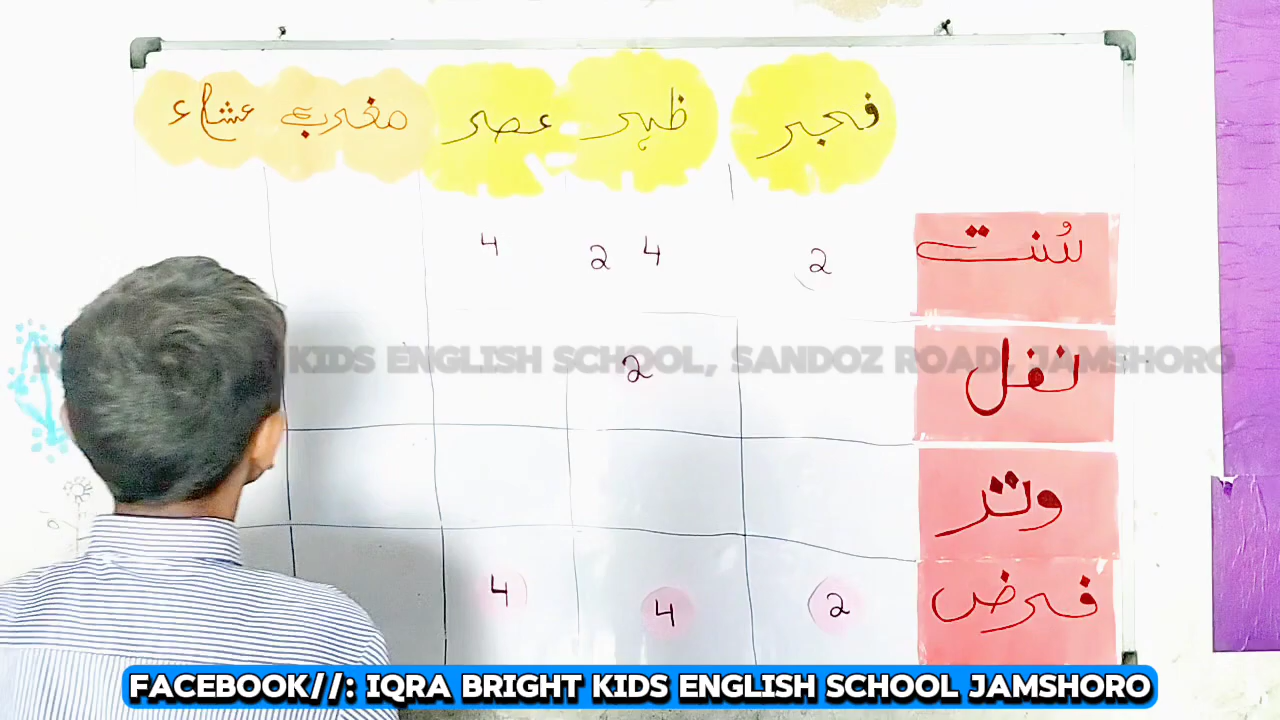 فجر ظہر عصر مغرب عشاء
سُنت 2 4 2 4
نفل 2
IQRA BRIGHT KIDS ENGLISH SCHOOL, SANDOZ ROAD, JAMSHORO
وتر
فرض 2 4 4
FACEBOOK//: IQRA BRIGHT KIDS ENGLISH SCHOOL JAMSHORO